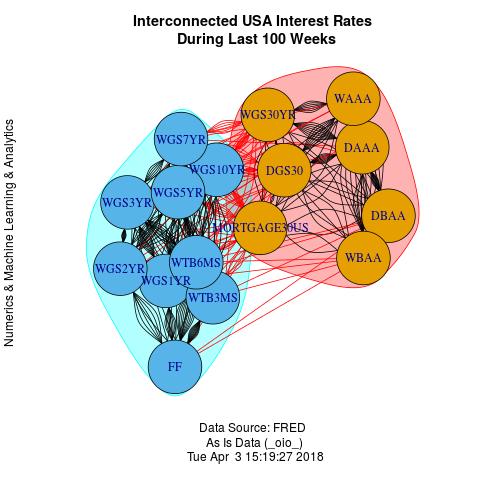 Interconnected USA Interest Rates
During Last 100 Weeks
Numerics & Machine Learning & Analytics
WAAA
WGS30YR
WGS7YR
DAAA
WGS10YR
DGS30
WGS5YR
WGS3YR
DBAA
MORTGAGE30US
WBAA
WTB6MS
WGS2YR
WGS1YR
WTB3MS
FF
Data Source: FRED
As Is Data (_oio_)
Tue Apr  3 15:19:27 2018